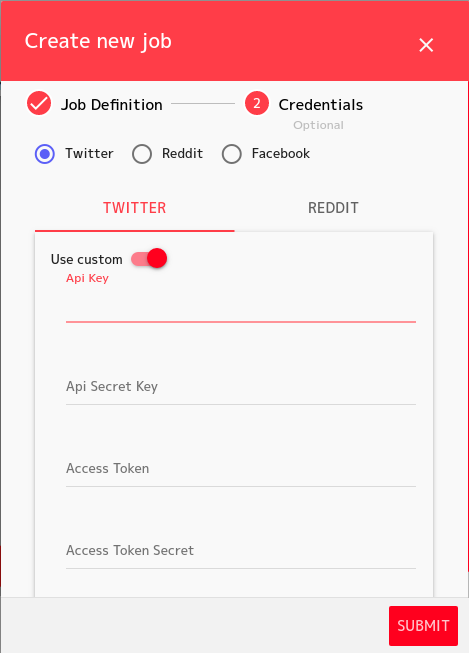 Create new job
Job Definition
2 Credentials
Optional
Twitter Reddit Facebook
TWITTER REDDIT
Use custom
Api Key
Api Secret Key
Access Token
Access Token Secret
SUBMIT